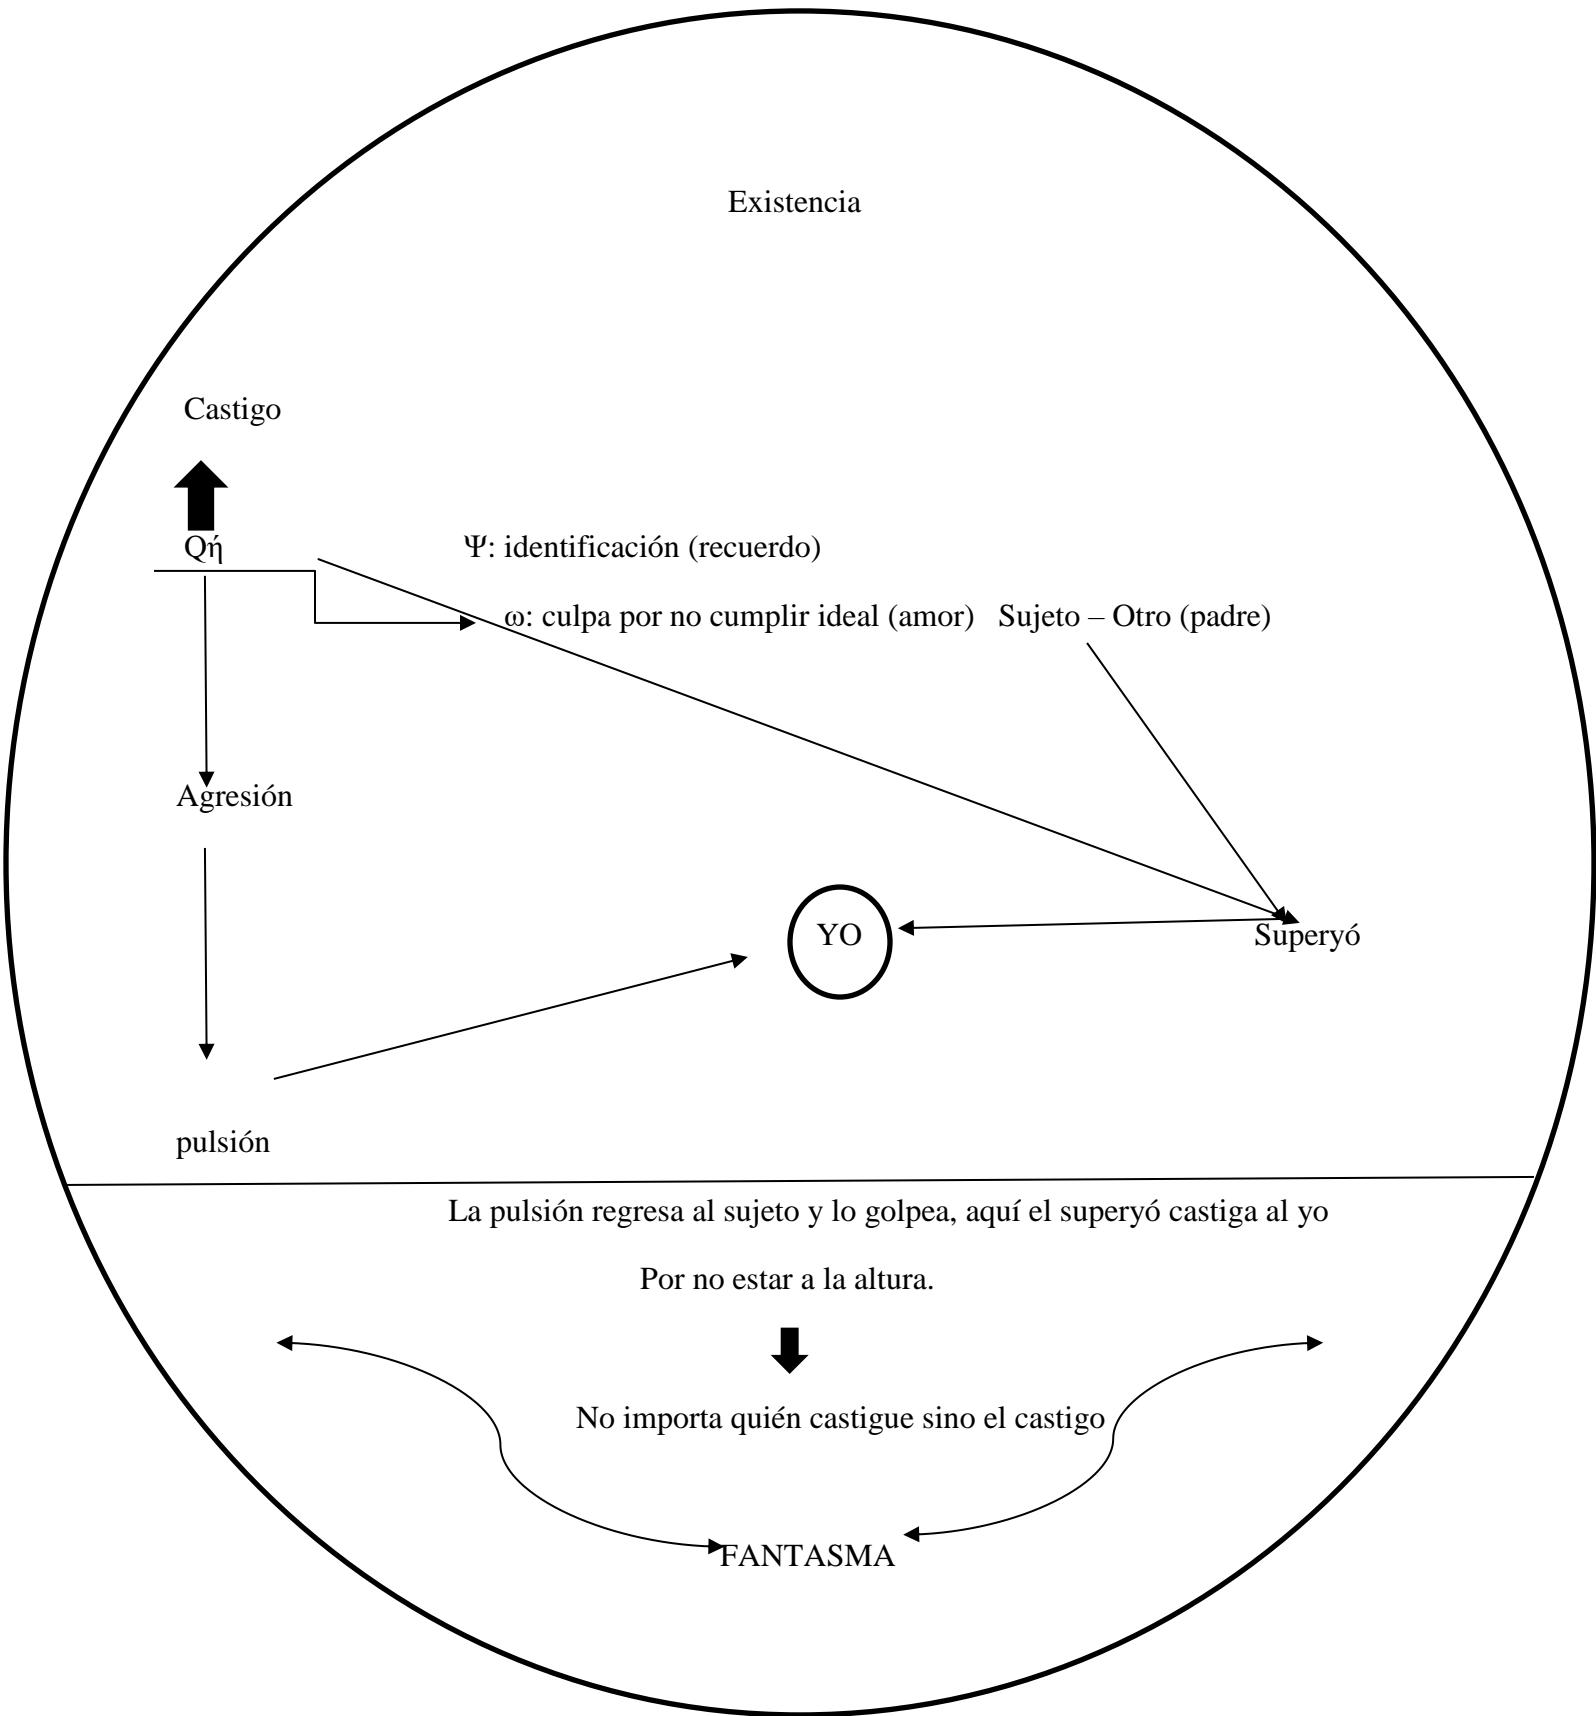 Existencia
Castigo
Qή
Ψ: identificación (recuerdo)
ω: culpa por no cumplir ideal (amor) Sujeto – Otro (padre)
Agresión
YO
Superyó
pulsión
La pulsión regresa al sujeto y lo golpea, aquí el superyó castiga al yo
Por no estar a la altura.
No importa quién castigue sino el castigo
FANTASMA